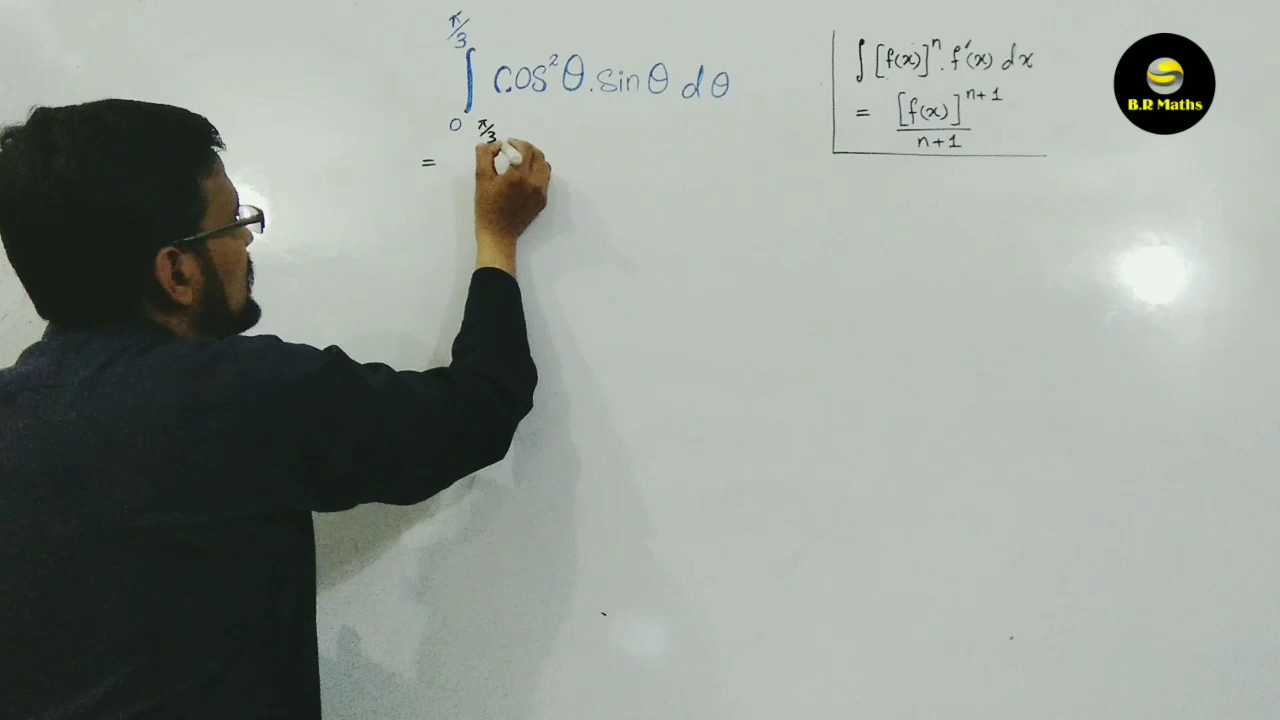 π/3
∫ cos²θ.sinθ dθ
0
π/3
=
∫ [f(x)]ⁿ. f'(x) dx
= [f(x)]ⁿ⁺¹
n+1
B.R Maths